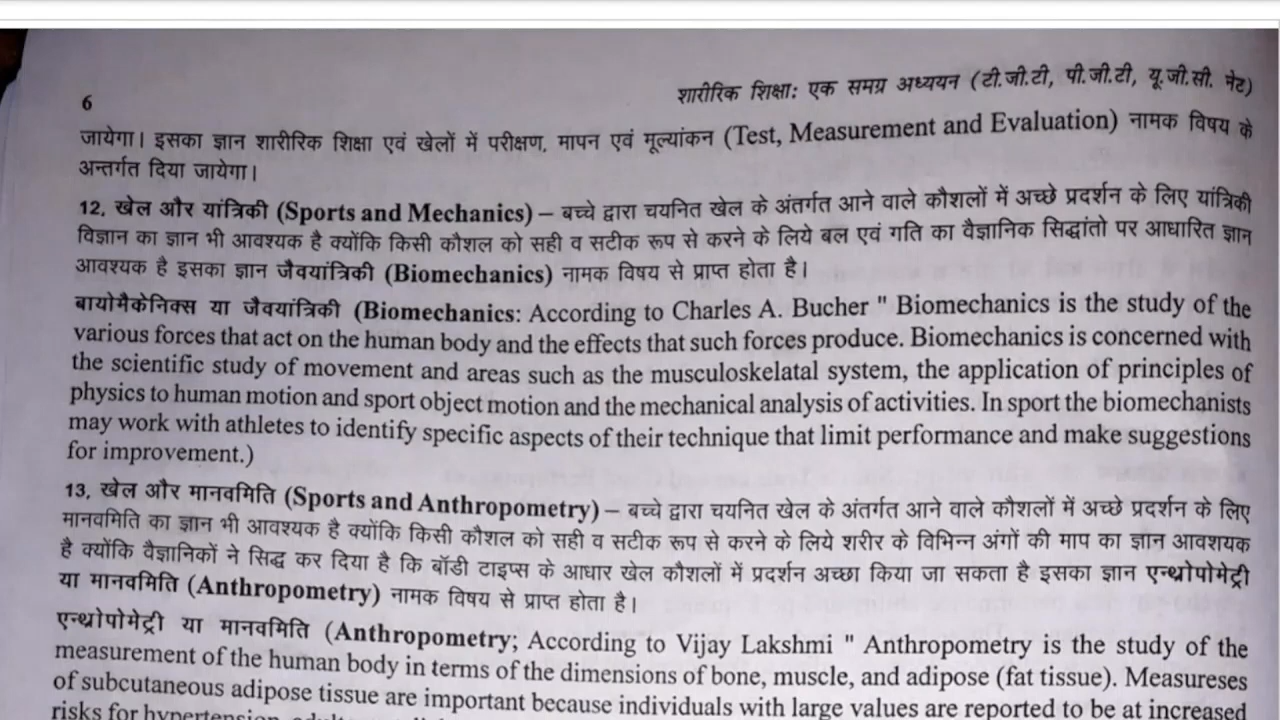 6
शारीरिक शिक्षा: एक समग्र अध्ययन (टी.जी.टी, पी.जी.टी, यू.जी.सी. नेट)
जायेगा। इसका ज्ञान शारीरिक शिक्षा एवं खेलों में परीक्षण, मापन एवं मूल्यांकन (Test, Measurement and Evaluation) नामक विषय के
अन्तर्गत दिया जायेगा।
12. खेल और यांत्रिकी (Sports and Mechanics) – बच्चे द्वारा चयनित खेल के अंतर्गत आने वाले कौशलों में अच्छे प्रदर्शन के लिए यांत्रिकी
विज्ञान का ज्ञान भी आवश्यक है क्योंकि किसी कौशल को सही व सटीक रूप से करने के लिये बल एवं गति का वैज्ञानिक सिद्धांतो पर आधारित ज्ञान
आवश्यक है इसका ज्ञान जैवयांत्रिकी (Biomechanics) नामक विषय से प्राप्त होता है।
बायोमैकेनिक्स या जैवयांत्रिकी (Biomechanics: According to Charles A. Bucher " Biomechanics is the study of the
various forces that act on the human body and the effects that such forces produce. Biomechanics is concerned with
the scientific study of movement and areas such as the musculoskelatal system, the application of principles of
physics to human motion and sport object motion and the mechanical analysis of activities. In sport the biomechanists
may work with athletes to identify specific aspects of their technique that limit performance and make suggestions
for improvement.)
13. खेल और मानवमिति (Sports and Anthropometry) – बच्चे द्वारा चयनित खेल के अंतर्गत आने वाले कौशलों में अच्छे प्रदर्शन के लिए
मानवमिति का ज्ञान भी आवश्यक है क्योंकि किसी कौशल को सही व सटीक रूप से करने के लिये शरीर के विभिन्न अंगों की माप का ज्ञान आवशयक
है क्योंकि वैज्ञानिकों ने सिद्ध कर दिया है कि बॉडी टाइप्स के आधार खेल कौशलों में प्रदर्शन अच्छा किया जा सकता है इसका ज्ञान एन्थ्रोपोमेट्री
या मानवमिति (Anthropometry) नामक विषय से प्राप्त होता है।
एन्थ्रोपोमेट्री या मानवमिति (Anthropometry; According to Vijay Lakshmi " Anthropometry is the study of the
measurement of the human body in terms of the dimensions of bone, muscle, and adipose (fat tissue). Measureses
of subcutaneous adipose tissue are important because individuals with large values are reported to be at increased
risks for hypertension,